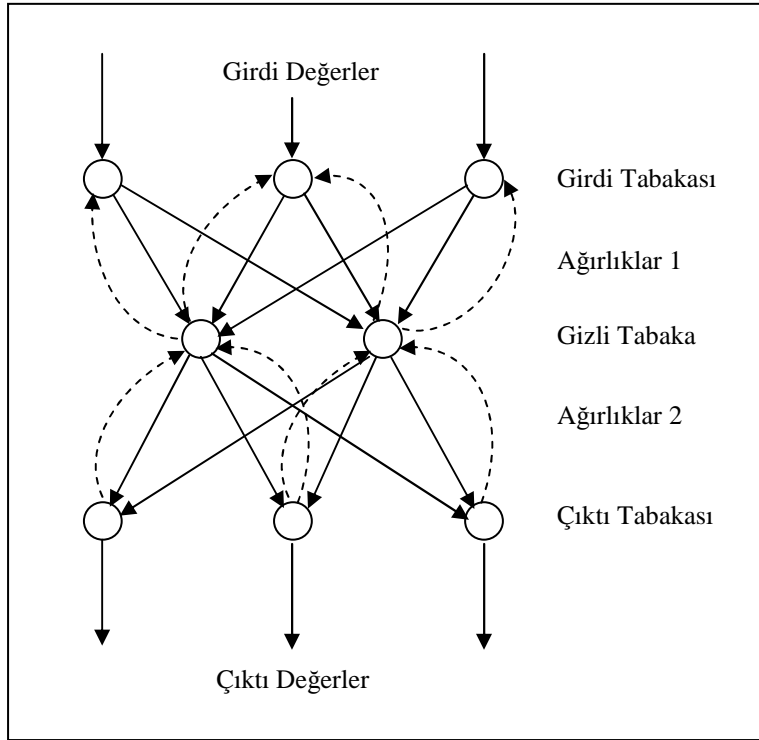 Girdi Değerler
Girdi Tabakası
Ağırlıklar 1
Gizli Tabaka
Ağırlıklar 2
Çıktı Tabakası
Çıktı Değerler